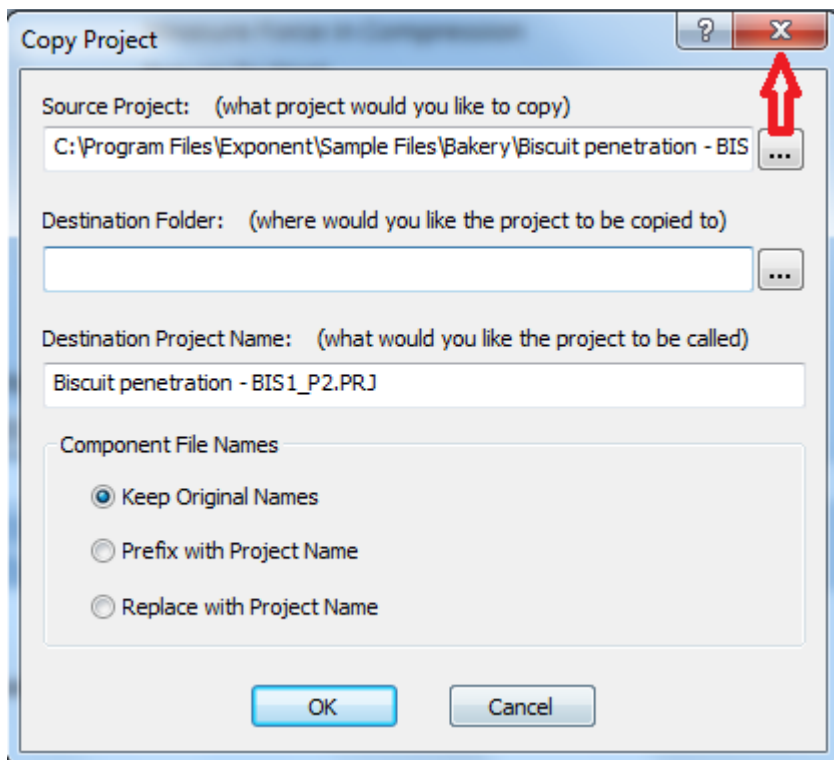 Copy Project
Source Project: (what project would you like to copy)
C:\Program Files\Exponent\Sample Files\Bakery\Biscuit penetration - BIS
...
Destination Folder: (where would you like the project to be copied to)
...
Destination Project Name: (what would you like the project to be called)
Biscuit penetration - BIS1_P2.PRJ
Component File Names
Keep Original Names
Prefix with Project Name
Replace with Project Name
OK Cancel